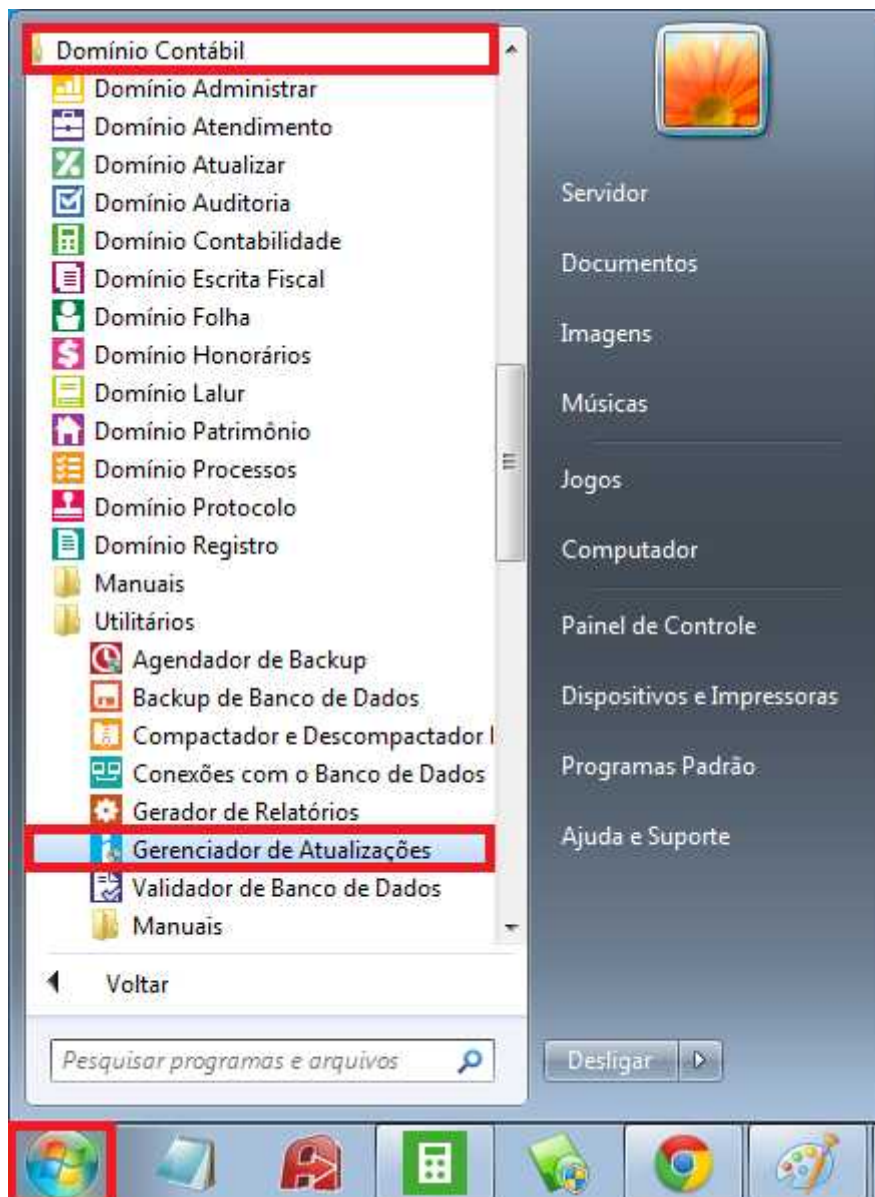 Domínio Contábil
Domínio Administrar
Domínio Atendimento
Domínio Atualizar
Domínio Auditoria
Domínio Contabilidade
Domínio Escrita Fiscal
Domínio Folha
Domínio Honorários
Domínio Lalur
Domínio Patrimônio
Domínio Processos
Domínio Protocolo
Domínio Registro
Manuais
Utilitários
Agendador de Backup
Backup de Banco de Dados
Compactador e Descompactador
Conexões com o Banco de Dados
Gerador de Relatórios
Gerenciador de Atualizações
Validador de Banco de Dados
Manuais
Voltar
Pesquisar programas e arquivos
Servidor
Documentos
Imagens
Músicas
Jogos
Computador
Painel de Controle
Dispositivos e Impressoras
Programas Padrão
Ajuda e Suporte
Desligar